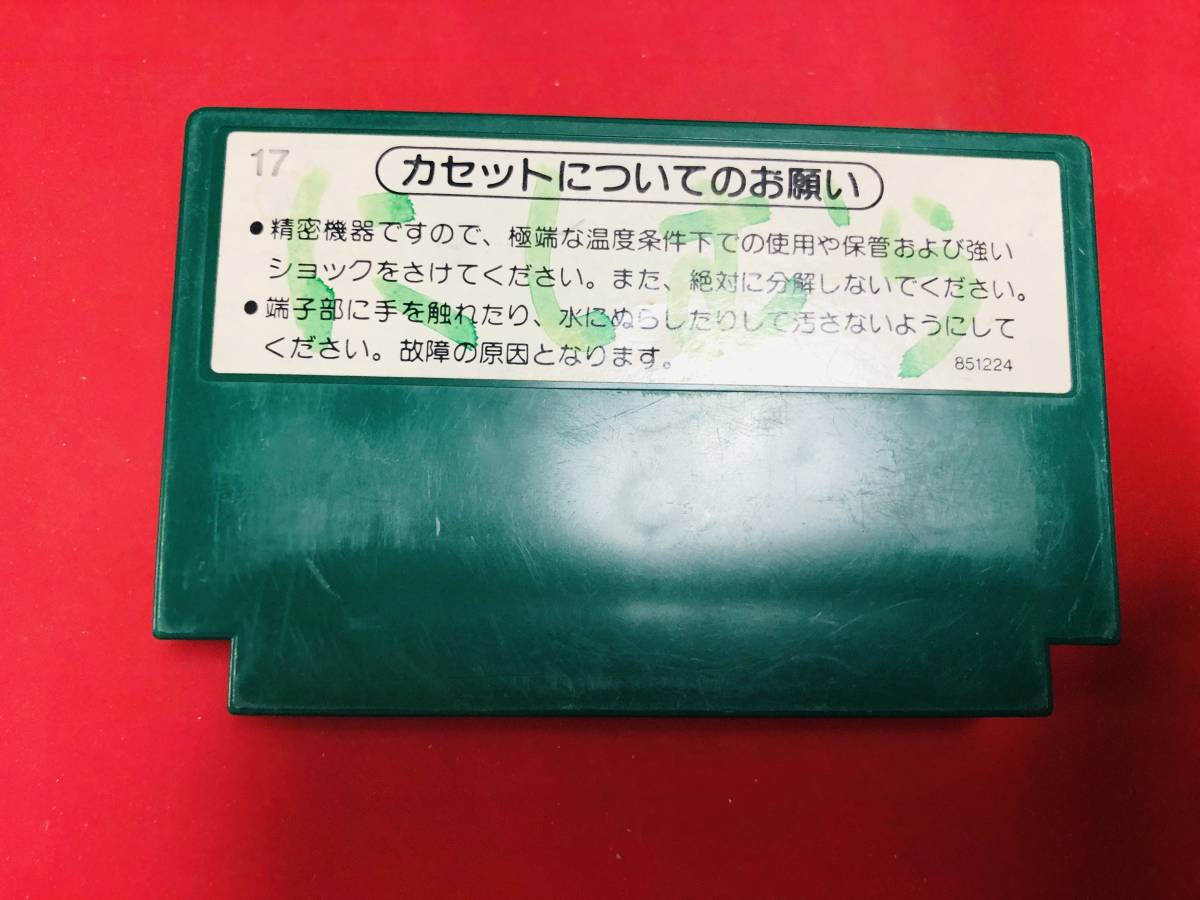 17
カセットについてのお願い
●精密機器ですので、極端な温度条件下での使用や保管および強い
ショックをさけてください。また、絶対に分解しないでください。
●端子部に手を触れたり、水にぬらしたりして汚さないようにして
ください。故障の原因となります。
851224